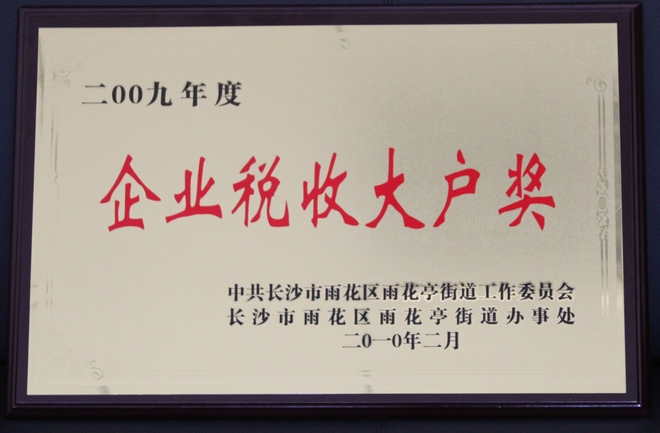 二00九年度
企业税收大户奖
中共长沙市雨花区雨花亭街道工作委员会
长沙市雨花区雨花亭街道办事处
二0一0年二月